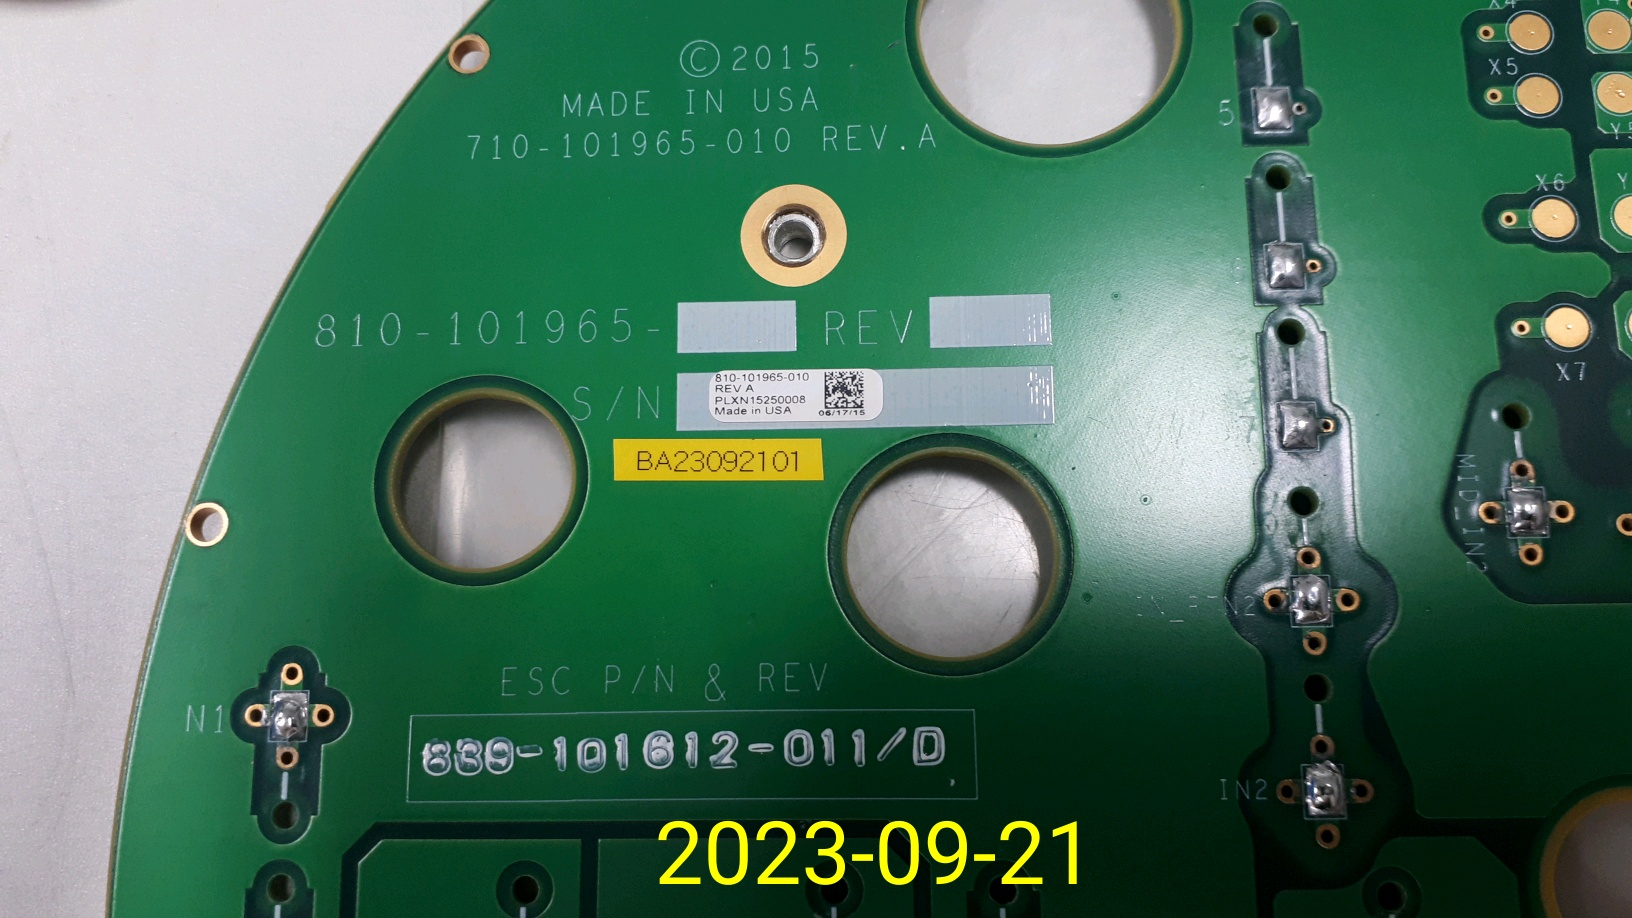 ©2015
MADE IN USA
710-101965-010 REV.A
810-101965- REV
S/N
810-101965-010
REV A
PLXN15250008
Made in USA
06/17/15
BA23092101
ESC P/N & REV
839-101612-011/D
N1
5
IN2
X5
X6
X7
MID_IN2
2023-09-21